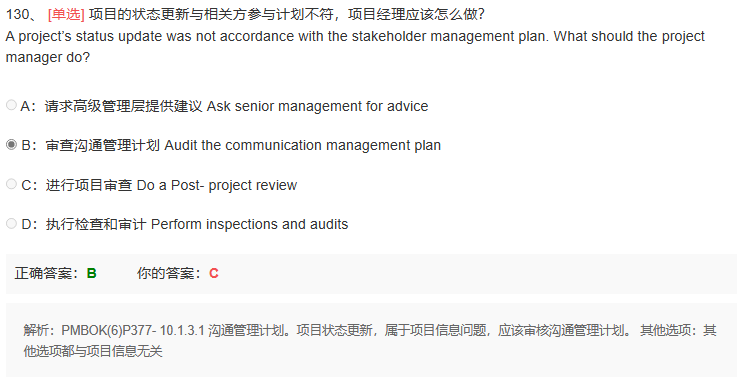 130、 [单选] 项目的状态更新与相关方参与计划不符，项目经理应该怎么做？
A project's status update was not accordance with the stakeholder management plan. What should the project
manager do?
A：请求高级管理层提供建议 Ask senior management for advice
B：审查沟通管理计划 Audit the communication management plan
C：进行项目审查 Do a Post- project review
D：执行检查和审计 Perform inspections and audits
正确答案：B 你的答案：C
解析：PMBOK(6)P377- 10.1.3.1 沟通管理计划。项目状态更新，属于项目信息问题，应该审核沟通管理计划。 其他选项：其
他选项都与项目信息无关